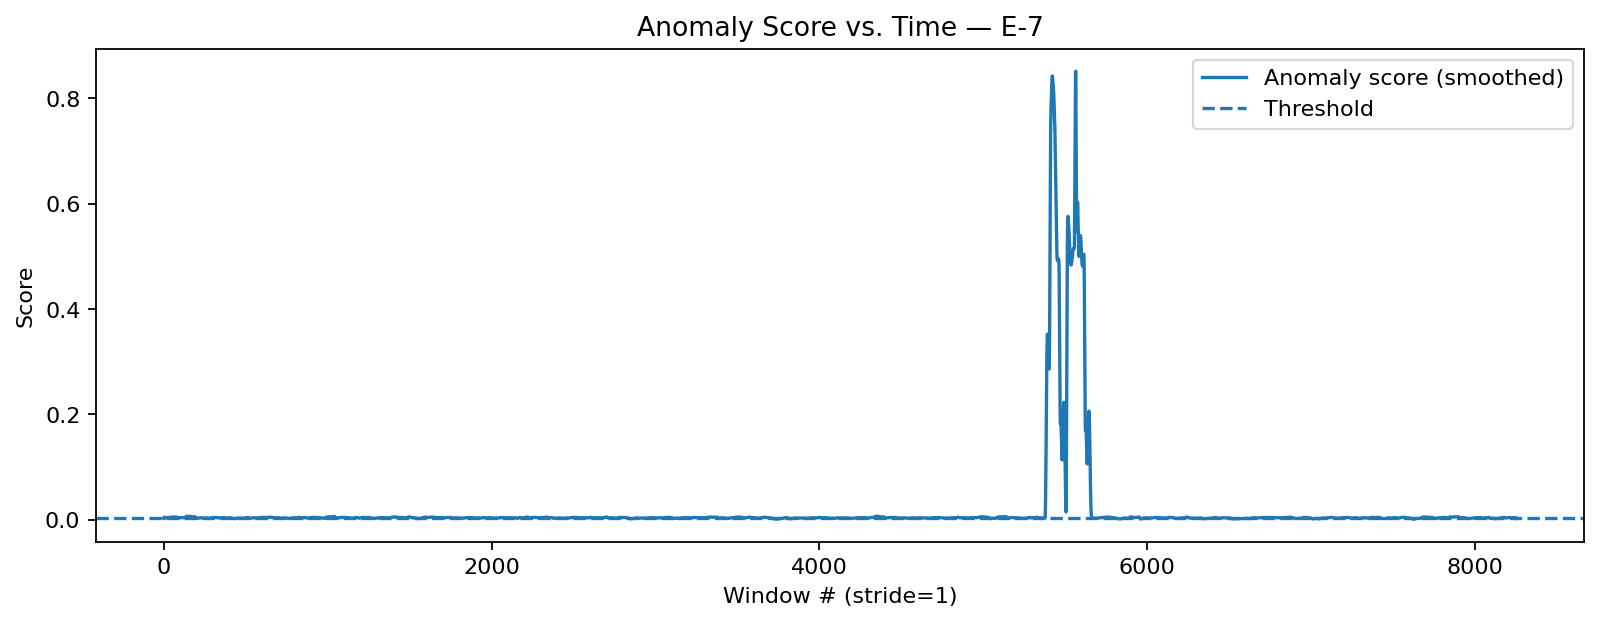 Anomaly Score vs. Time — E-7
Anomaly score (smoothed)
Threshold
Score
0.8
0.6
0.4
0.2
0.0
0
2000
4000
6000
8000
Window # (stride=1)